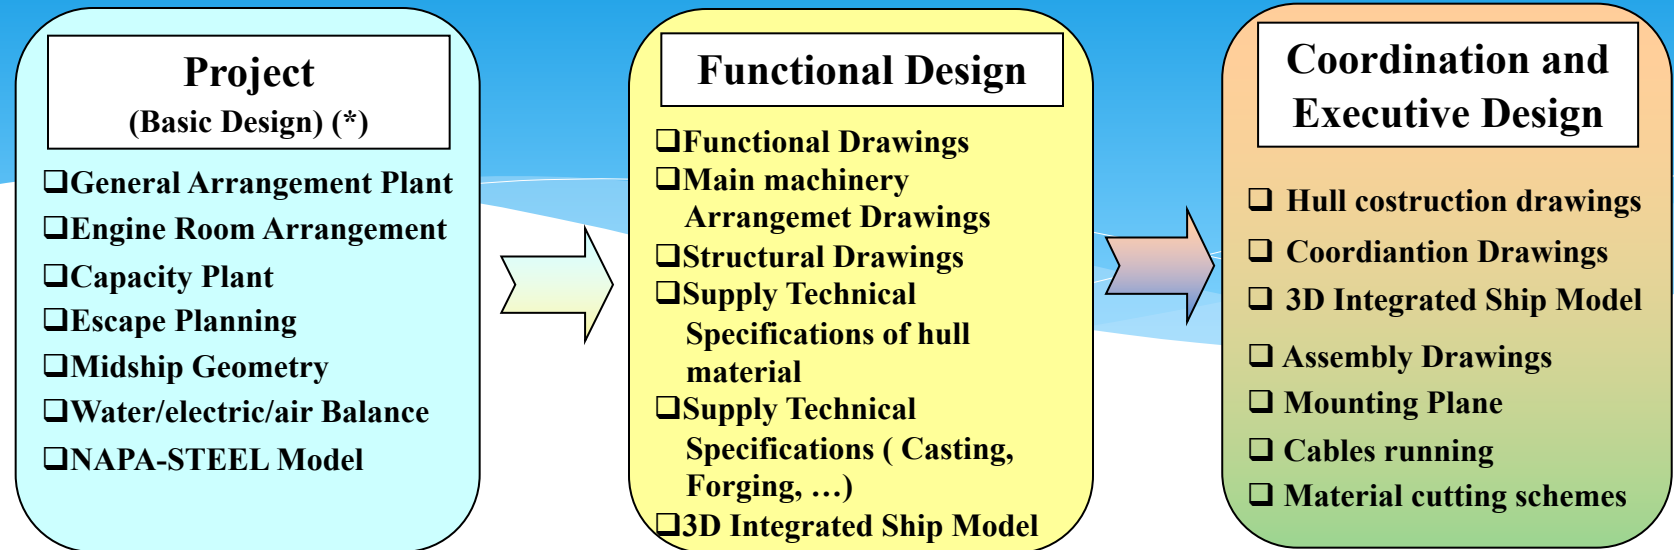 Project
(Basic Design) (*)
❑General Arrangement Plant
❑Engine Room Arrangement
❑Capacity Plant
❑Escape Planning
❑Midship Geometry
❑Water/electric/air Balance
❑NAPA-STEEL Model
Functional Design
❑Functional Drawings
❑Main machinery
Arrangemet Drawings
❑Structural Drawings
❑Supply Technical
Specifications of hull
material
❑Supply Technical
Specifications ( Casting,
Forging, …)
❑3D Integrated Ship Model
Coordination and
Executive Design
❑ Hull costruction drawings
❑ Coordiantion Drawings
❑ 3D Integrated Ship Model
❑ Assembly Drawings
❑ Mounting Plane
❑ Cables running
❑ Material cutting schemes